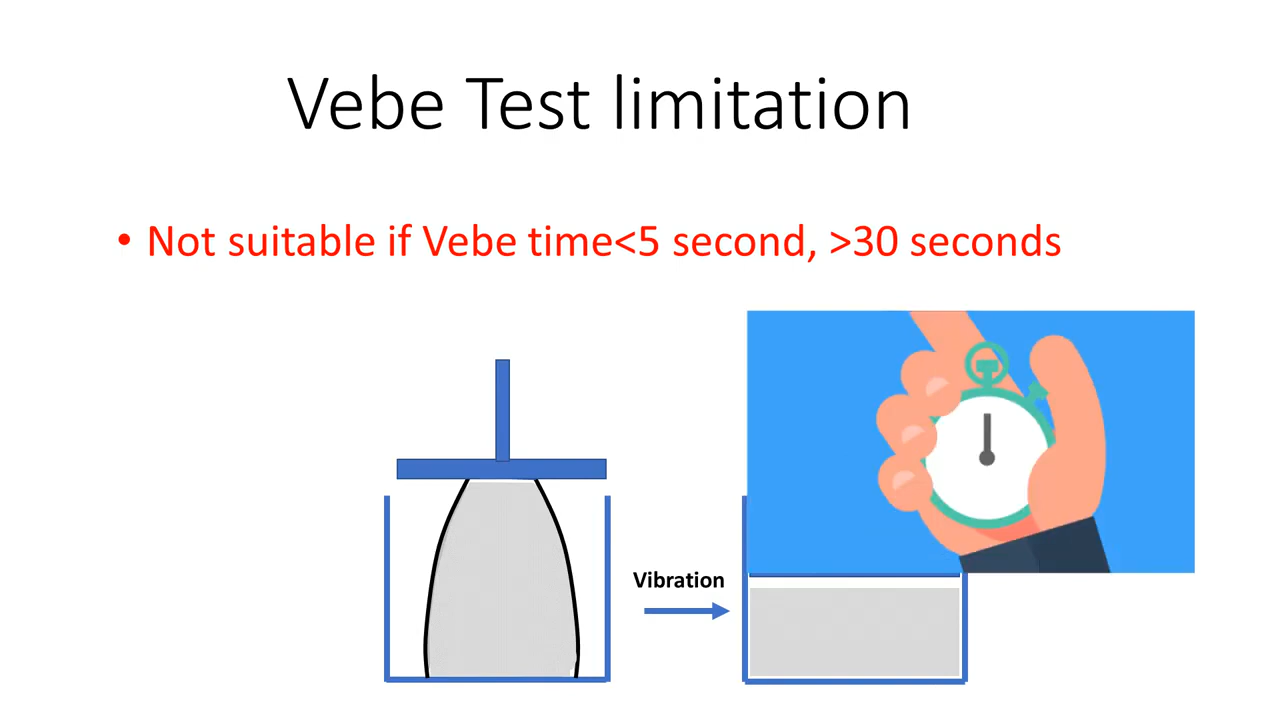 Vebe Test limitation
• Not suitable if Vebe time<5 second, >30 seconds
Vibration